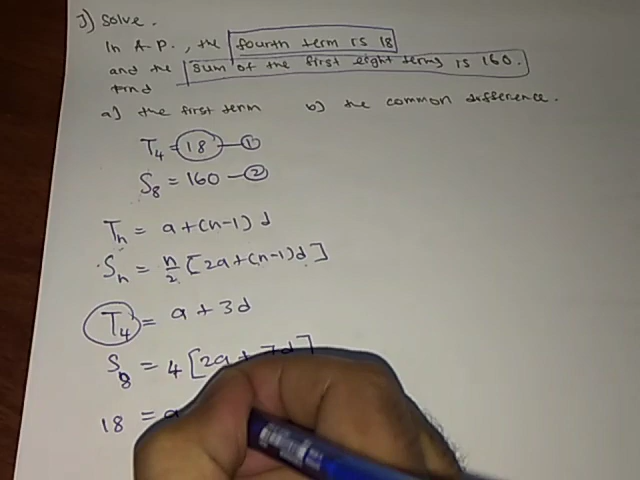 3) Solve.
In A.P., the fourth term is 18
and the sum of the first eight terms is 160.
find
a) the first term b) the common difference.
T₄ = 18 — ①
S₈ = 160 — ②
Tₙ = a+(n-1)d
Sₙ = n/2 [2a+(n-1)d]
T₄ = a + 3d
S₈ = 4[2a + 7d]
18 = a